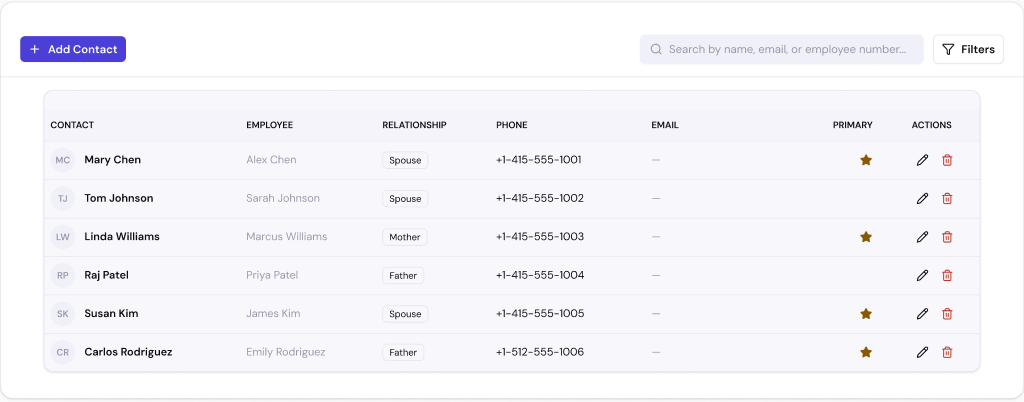 + Add Contact
Search by name, email, or employee number...
Filters
CONTACT EMPLOYEE RELATIONSHIP PHONE EMAIL PRIMARY ACTIONS
MC Mary Chen Alex Chen Spouse +1-415-555-1001 —
TJ Tom Johnson Sarah Johnson Spouse +1-415-555-1002 —
LW Linda Williams Marcus Williams Mother +1-415-555-1003 —
RP Raj Patel Priya Patel Father +1-415-555-1004 —
SK Susan Kim James Kim Spouse +1-415-555-1005 —
CR Carlos Rodriguez Emily Rodriguez Father +1-512-555-1006 —